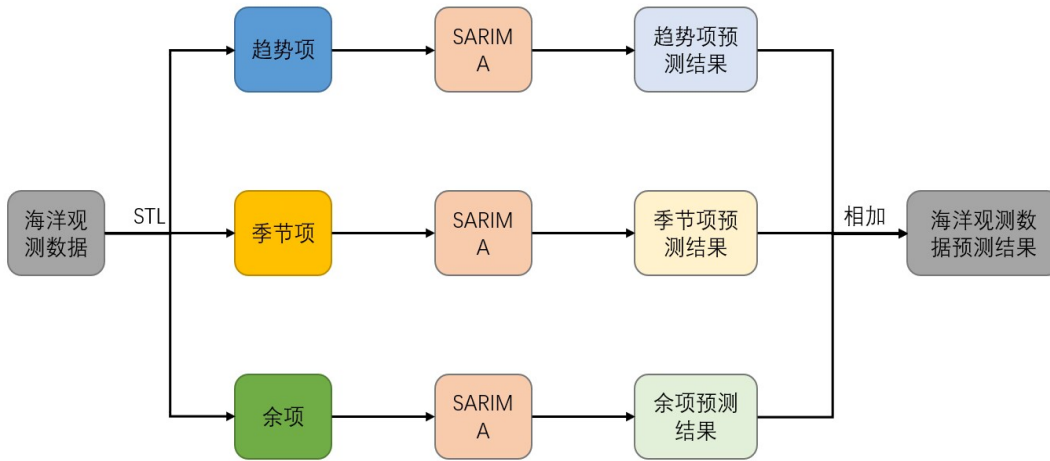 趋势项
SARIM
A
趋势项预
测结果
海洋观
测数据
STL
季节项
SARIM
A
季节项预
测结果
相加
海洋观测数
据预测结果
余项
SARIM
A
余项预测
结果